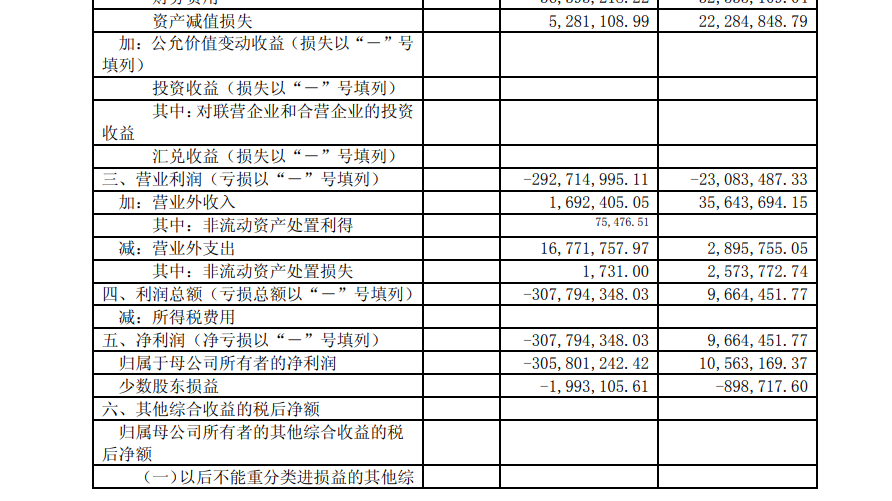 资产减值损失 5,281,108.99 22,284,848.79
加：公允价值变动收益（损失以“－”号
填列）
投资收益（损失以“－”号填列）
其中：对联营企业和合营企业的投资
收益
汇兑收益（损失以“－”号填列）
三、营业利润（亏损以“－”号填列） -292,714,995.11 -23,083,487.33
加：营业外收入 1,692,405.05 35,643,694.15
其中：非流动资产处置利得 75,476.51
减：营业外支出 16,771,757.97 2,895,755.05
其中：非流动资产处置损失 1,731.00 2,573,772.74
四、利润总额（亏损总额以“－”号填列） -307,794,348.03 9,664,451.77
减：所得税费用
五、净利润（净亏损以“－”号填列） -307,794,348.03 9,664,451.77
归属于母公司所有者的净利润 -305,801,242.42 10,563,169.37
少数股东损益 -1,993,105.61 -898,717.60
六、其他综合收益的税后净额
归属母公司所有者的其他综合收益的税
后净额
（一）以后不能重分类进损益的其他综